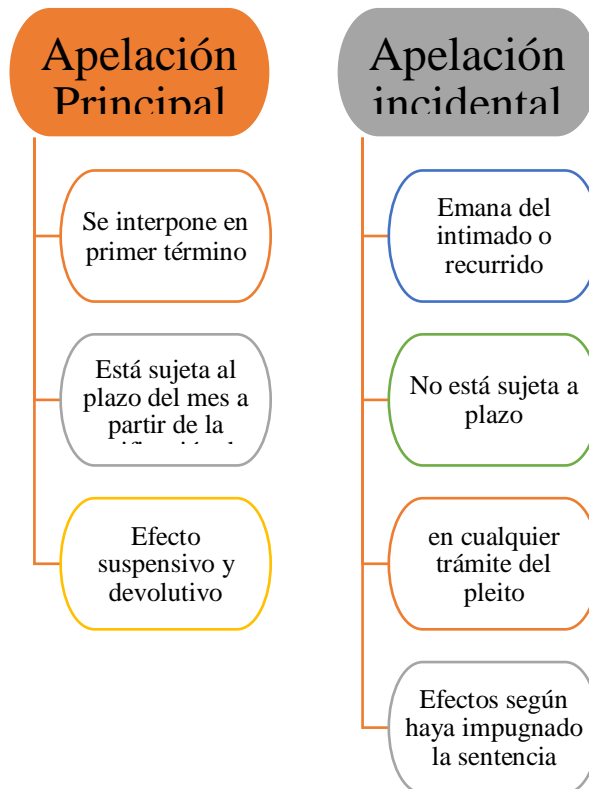 Apelación
Principal
Se interpone en
primer término
Está sujeta al
plazo del mes a
partir de la
Efecto
suspensivo y
devolutivo
Apelación
incidental
Emana del
intimado o
recurrido
No está sujeta a
plazo
en cualquier
trámite del
pleito
Efectos según
haya impugnado
la sentencia